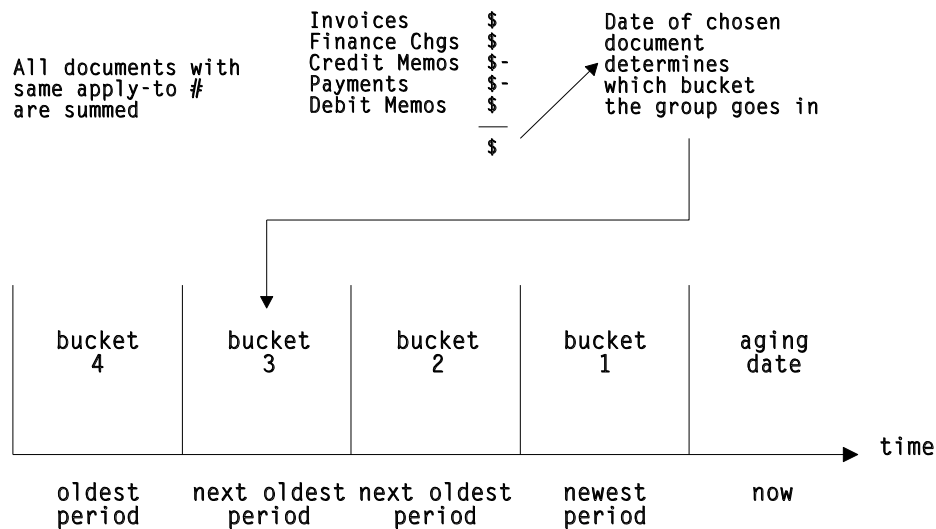 All documents with
same apply-to #
are summed
Invoices $
Finance Chgs $
Credit Memos $-
Payments $-
Debit Memos $
$
Date of chosen
document
determines
which bucket
the group goes in
bucket
4
bucket
3
bucket
2
bucket
1
aging
date
time
oldest
period
next oldest
period
next oldest
period
newest
period
now